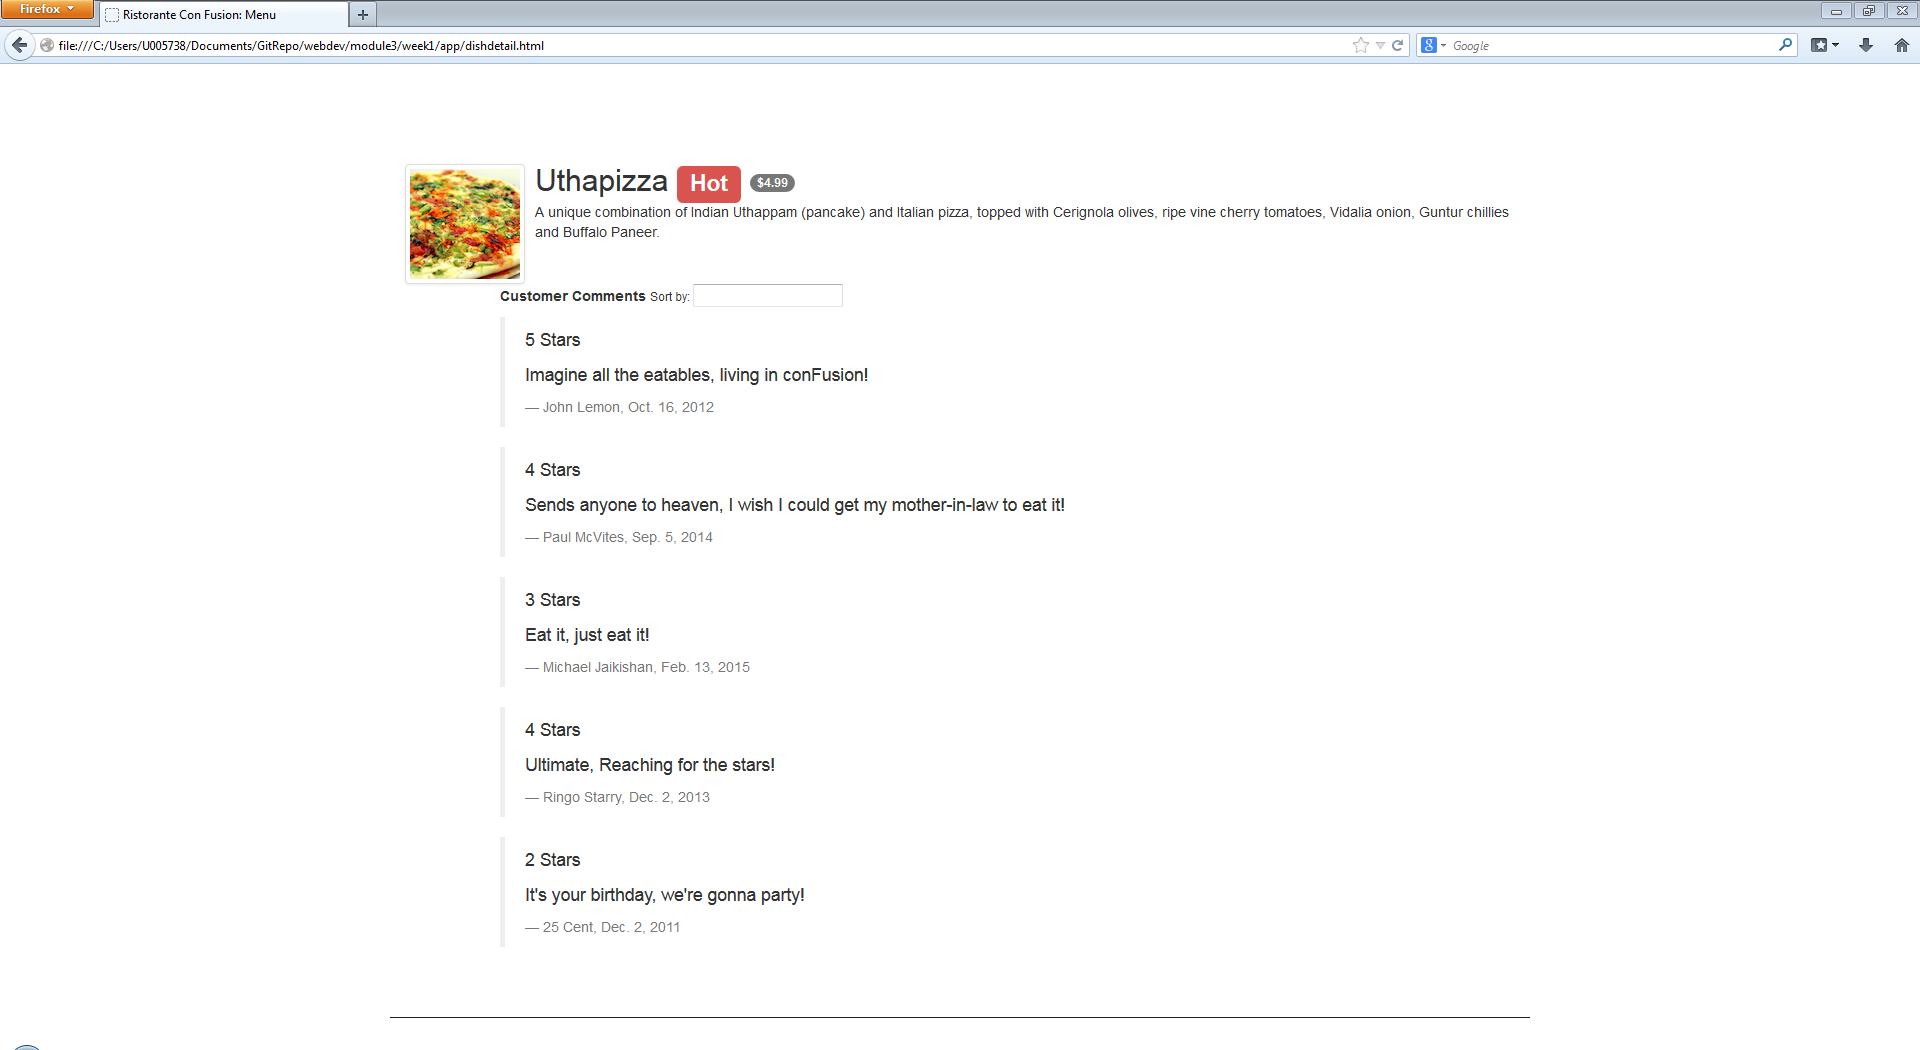 Firefox
Ristorante Con Fusion: Menu
file:///C:/Users/U005738/Documents/GitRepo/webdev/module3/week1/app/dishdetail.html
8 Google
Uthapizza Hot $4.99
A unique combination of Indian Uthappam (pancake) and Italian pizza, topped with Cerignola olives, ripe vine cherry tomatoes, Vidalia onion, Guntur chillies
and Buffalo Paneer.
Customer Comments Sort by:
5 Stars
Imagine all the eatables, living in conFusion!
— John Lemon, Oct. 16, 2012
4 Stars
Sends anyone to heaven, I wish I could get my mother-in-law to eat it!
— Paul McVites, Sep. 5, 2014
3 Stars
Eat it, just eat it!
— Michael Jaikishan, Feb. 13, 2015
4 Stars
Ultimate, Reaching for the stars!
— Ringo Starry, Dec. 2, 2013
2 Stars
It's your birthday, we're gonna party!
— 25 Cent, Dec. 2, 2011